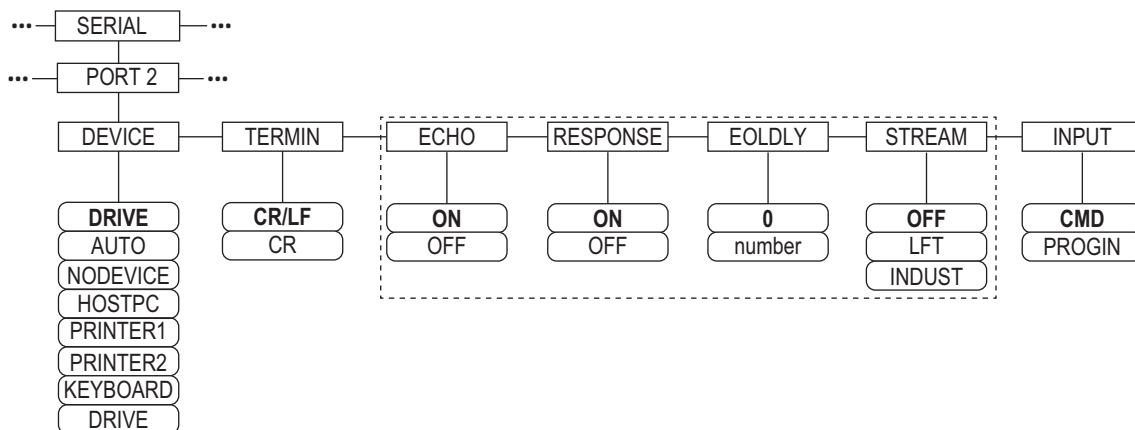 ••• SERIAL •••
••• PORT 2 •••
DEVICE TERMIN ECHO RESPONSE EOLDLY STREAM INPUT
DRIVE CR/LF ON ON 0 OFF CMD
AUTO CR OFF OFF number LFT PROGIN
NODEVICE INDUST
HOSTPC
PRINTER1
PRINTER2
KEYBOARD
DRIVE